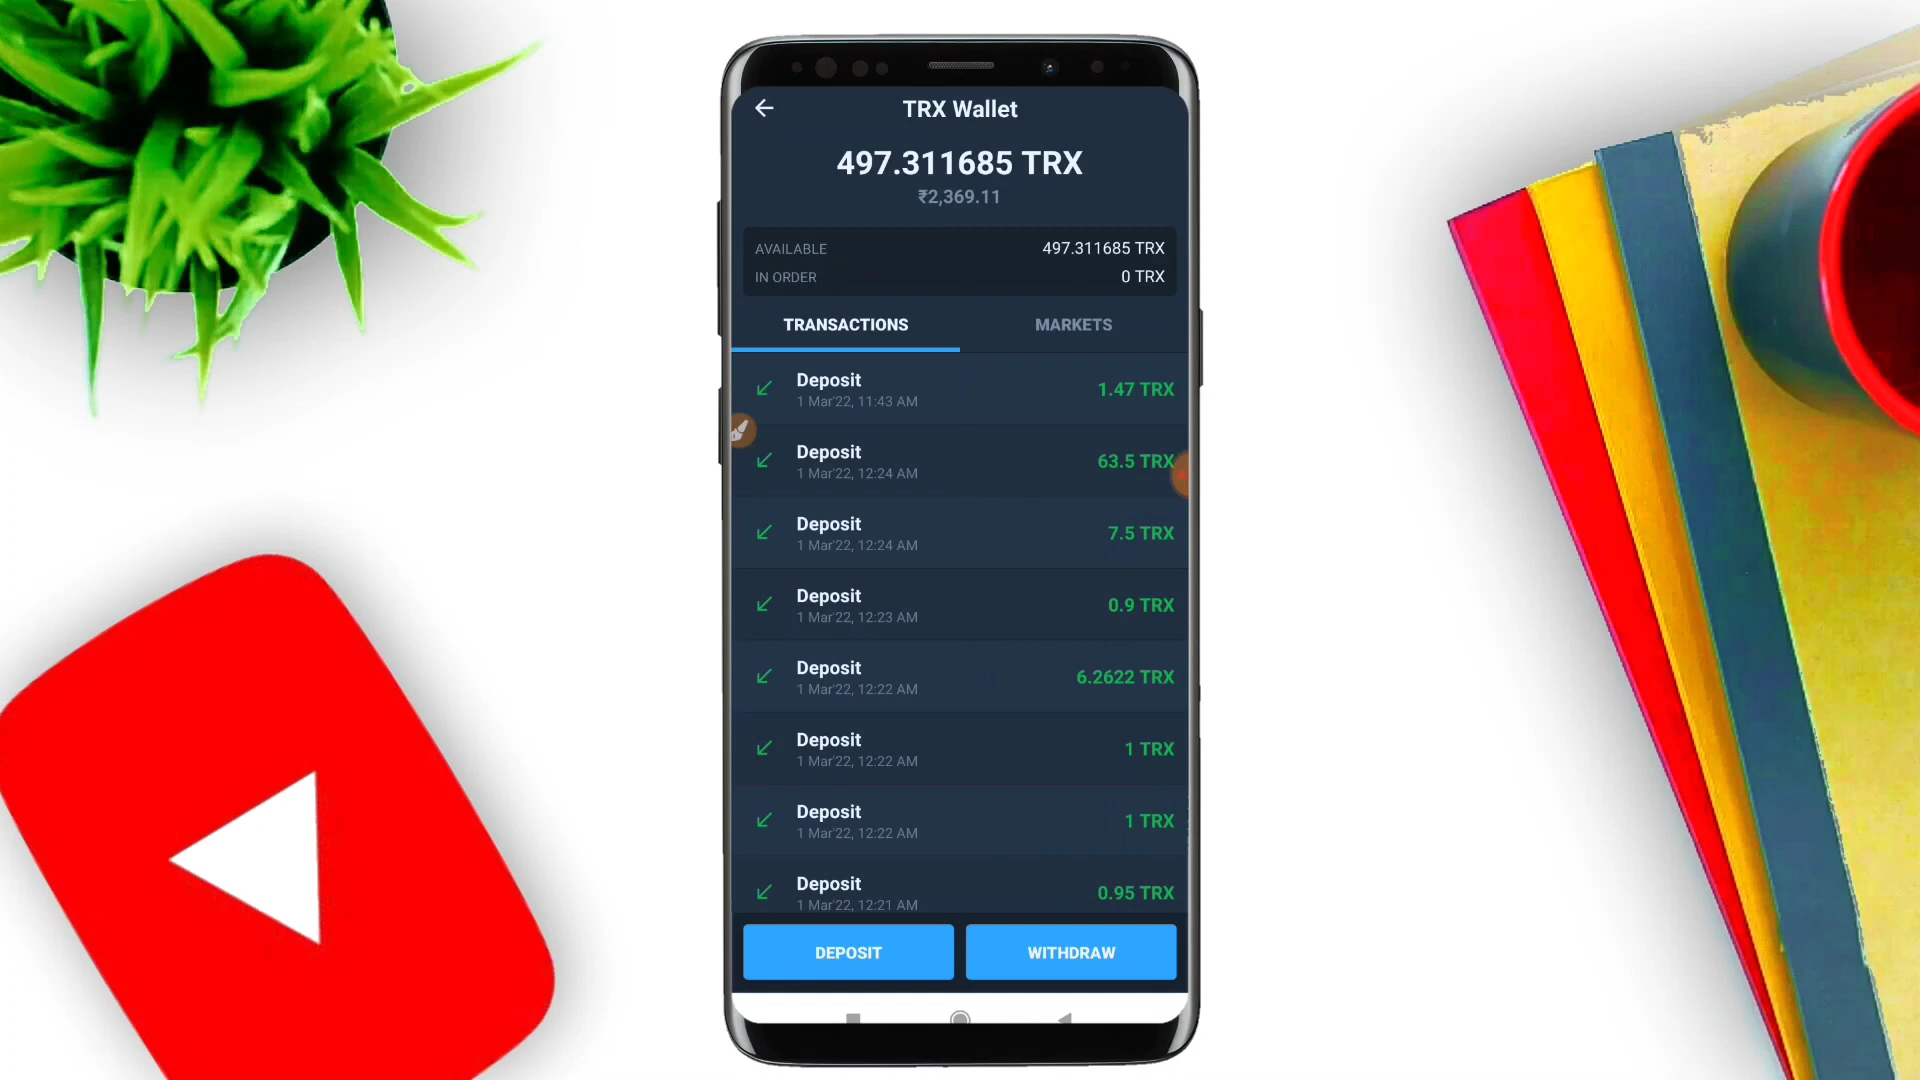 TRX Wallet
497.311685 TRX
₹2,369.11
AVAILABLE 497.311685 TRX
IN ORDER 0 TRX
TRANSACTIONS MARKETS
Deposit 1.47 TRX
1 Mar'22, 11:43 AM
Deposit 63.5 TRX
1 Mar'22, 12:24 AM
Deposit 7.5 TRX
1 Mar'22, 12:24 AM
Deposit 0.9 TRX
1 Mar'22, 12:23 AM
Deposit 6.2622 TRX
1 Mar'22, 12:22 AM
Deposit 1 TRX
1 Mar'22, 12:22 AM
Deposit 1 TRX
1 Mar'22, 12:22 AM
Deposit 0.95 TRX
1 Mar'22, 12:21 AM
DEPOSIT WITHDRAW